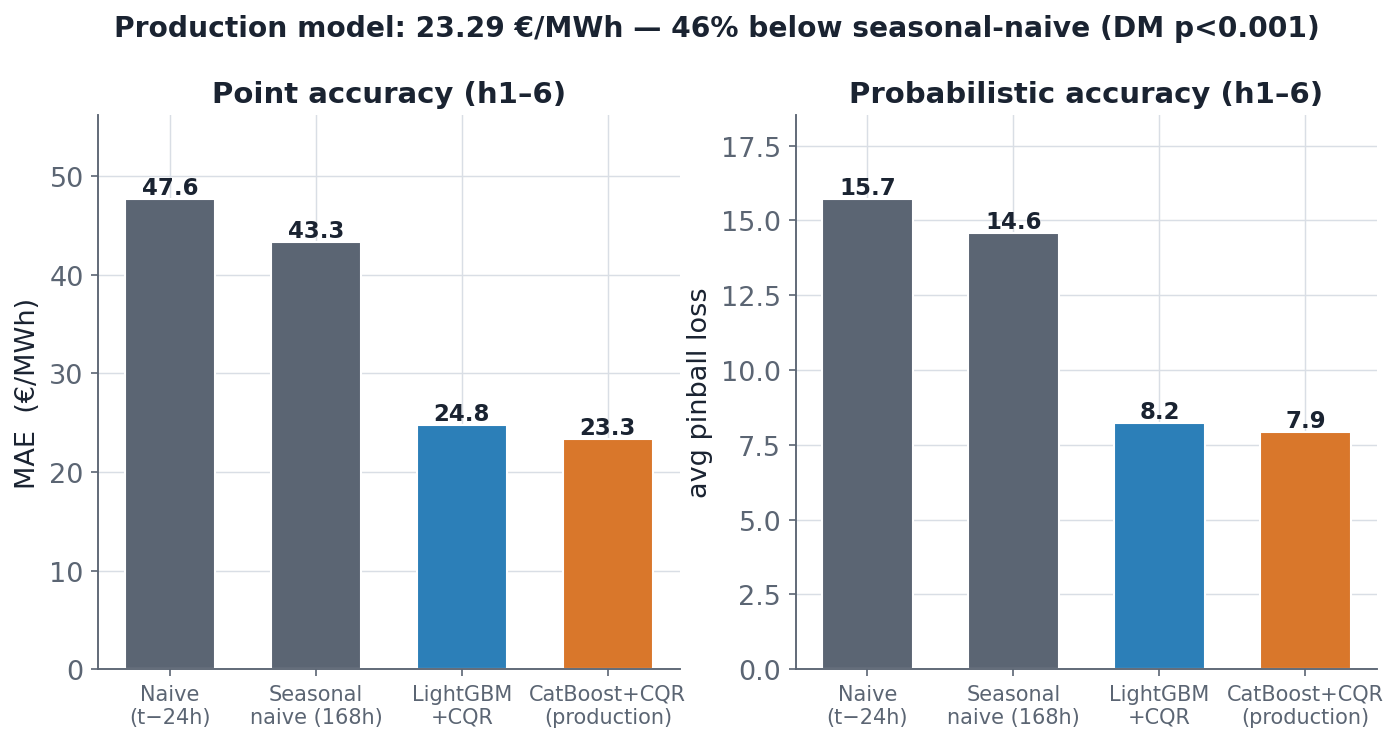 Production model: 23.29 €/MWh — 46% below seasonal-naive (DM p<0.001)
Point accuracy (h1–6)
MAE (€/MWh)
50
40
30
20
10
0
47.6
43.3
24.8
23.3
Naive
(t−24h)
Seasonal
naive (168h)
LightGBM
+CQR
CatBoost+CQR
(production)
Probabilistic accuracy (h1–6)
avg pinball loss
17.5
15.0
12.5
10.0
7.5
5.0
2.5
0.0
15.7
14.6
8.2
7.9
Naive
(t−24h)
Seasonal
naive (168h)
LightGBM
+CQR
CatBoost+CQR
(production)